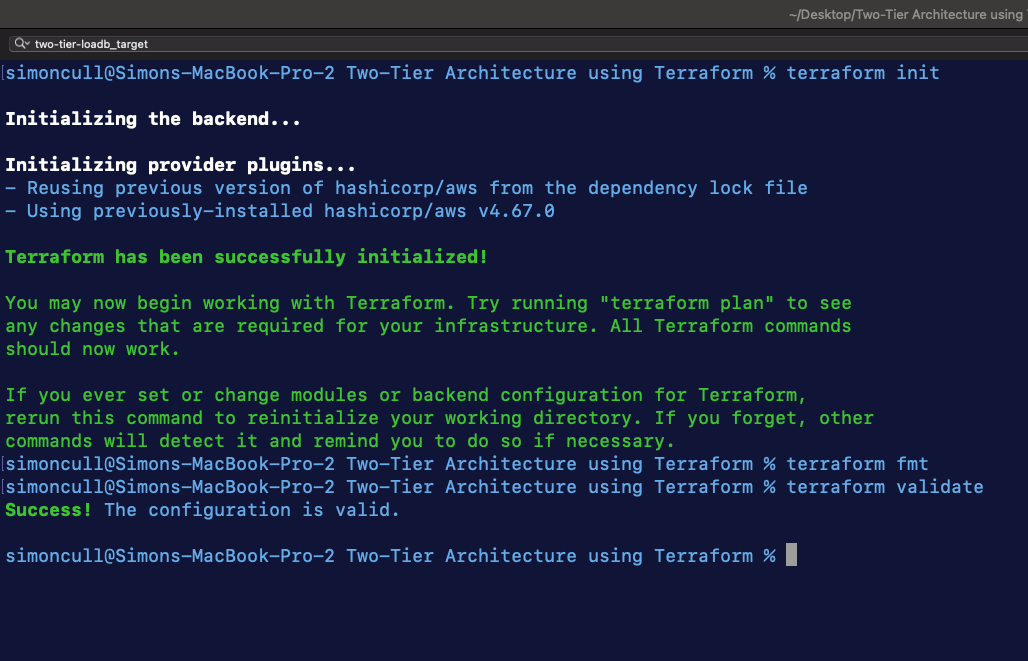 ~/Desktop/Two-Tier Architecture using
two-tier-loadb_target
simoncull@Simons-MacBook-Pro-2 Two-Tier Architecture using Terraform % terraform init
Initializing the backend...
Initializing provider plugins...
- Reusing previous version of hashicorp/aws from the dependency lock file
- Using previously-installed hashicorp/aws v4.67.0
Terraform has been successfully initialized!
You may now begin working with Terraform. Try running "terraform plan" to see
any changes that are required for your infrastructure. All Terraform commands
should now work.
If you ever set or change modules or backend configuration for Terraform,
rerun this command to reinitialize your working directory. If you forget, other
commands will detect it and remind you to do so if necessary.
simoncull@Simons-MacBook-Pro-2 Two-Tier Architecture using Terraform % terraform fmt
simoncull@Simons-MacBook-Pro-2 Two-Tier Architecture using Terraform % terraform validate
Success! The configuration is valid.
simoncull@Simons-MacBook-Pro-2 Two-Tier Architecture using Terraform %